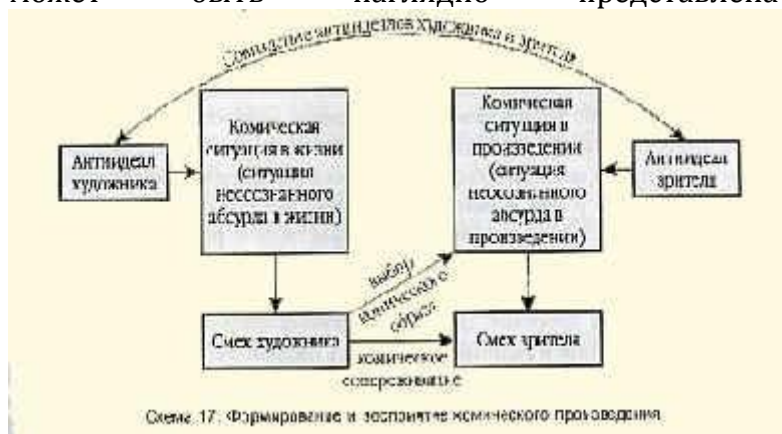 может быть наглядно представлена
Совпадение антиидеалов художника и зрителя
Антиидеал
художника
Комическая
ситуация в жизни
(ситуация
неосознанного
абсурда в жизни)
Комическая
ситуация в
произведении
(ситуация
неосознанного
абсурда в
произведении)
Антиидеал
зрителя
выбор
комического
образа
Смех художника
Смех зрителя
комическое
сопереживание
Схема 17. Формирование и восприятие комического произведения